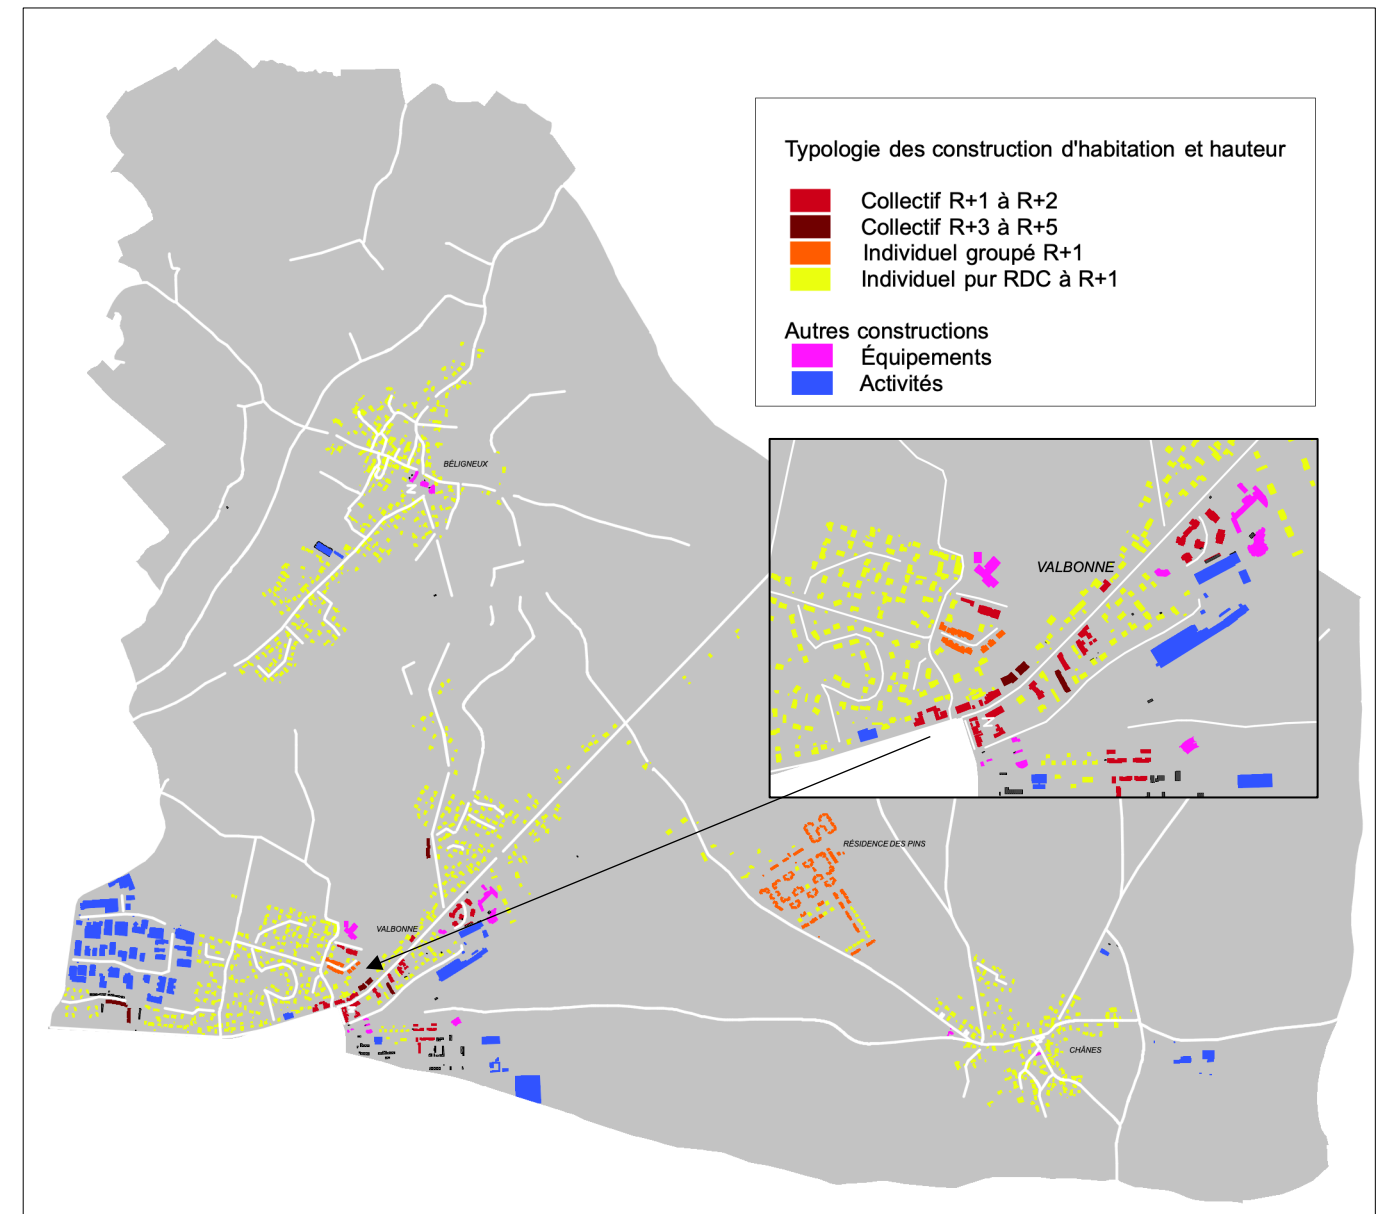 Typologie des construction d'habitation et hauteur
Collectif R+1 à R+2
Collectif R+3 à R+5
Individuel groupé R+1
Individuel pur RDC à R+1
Autres constructions
Équipements
Activités
BÉLIGNEUX
VALBONNE
RÉSIDENCE DES PINS
VALBONNE
CHÂNES